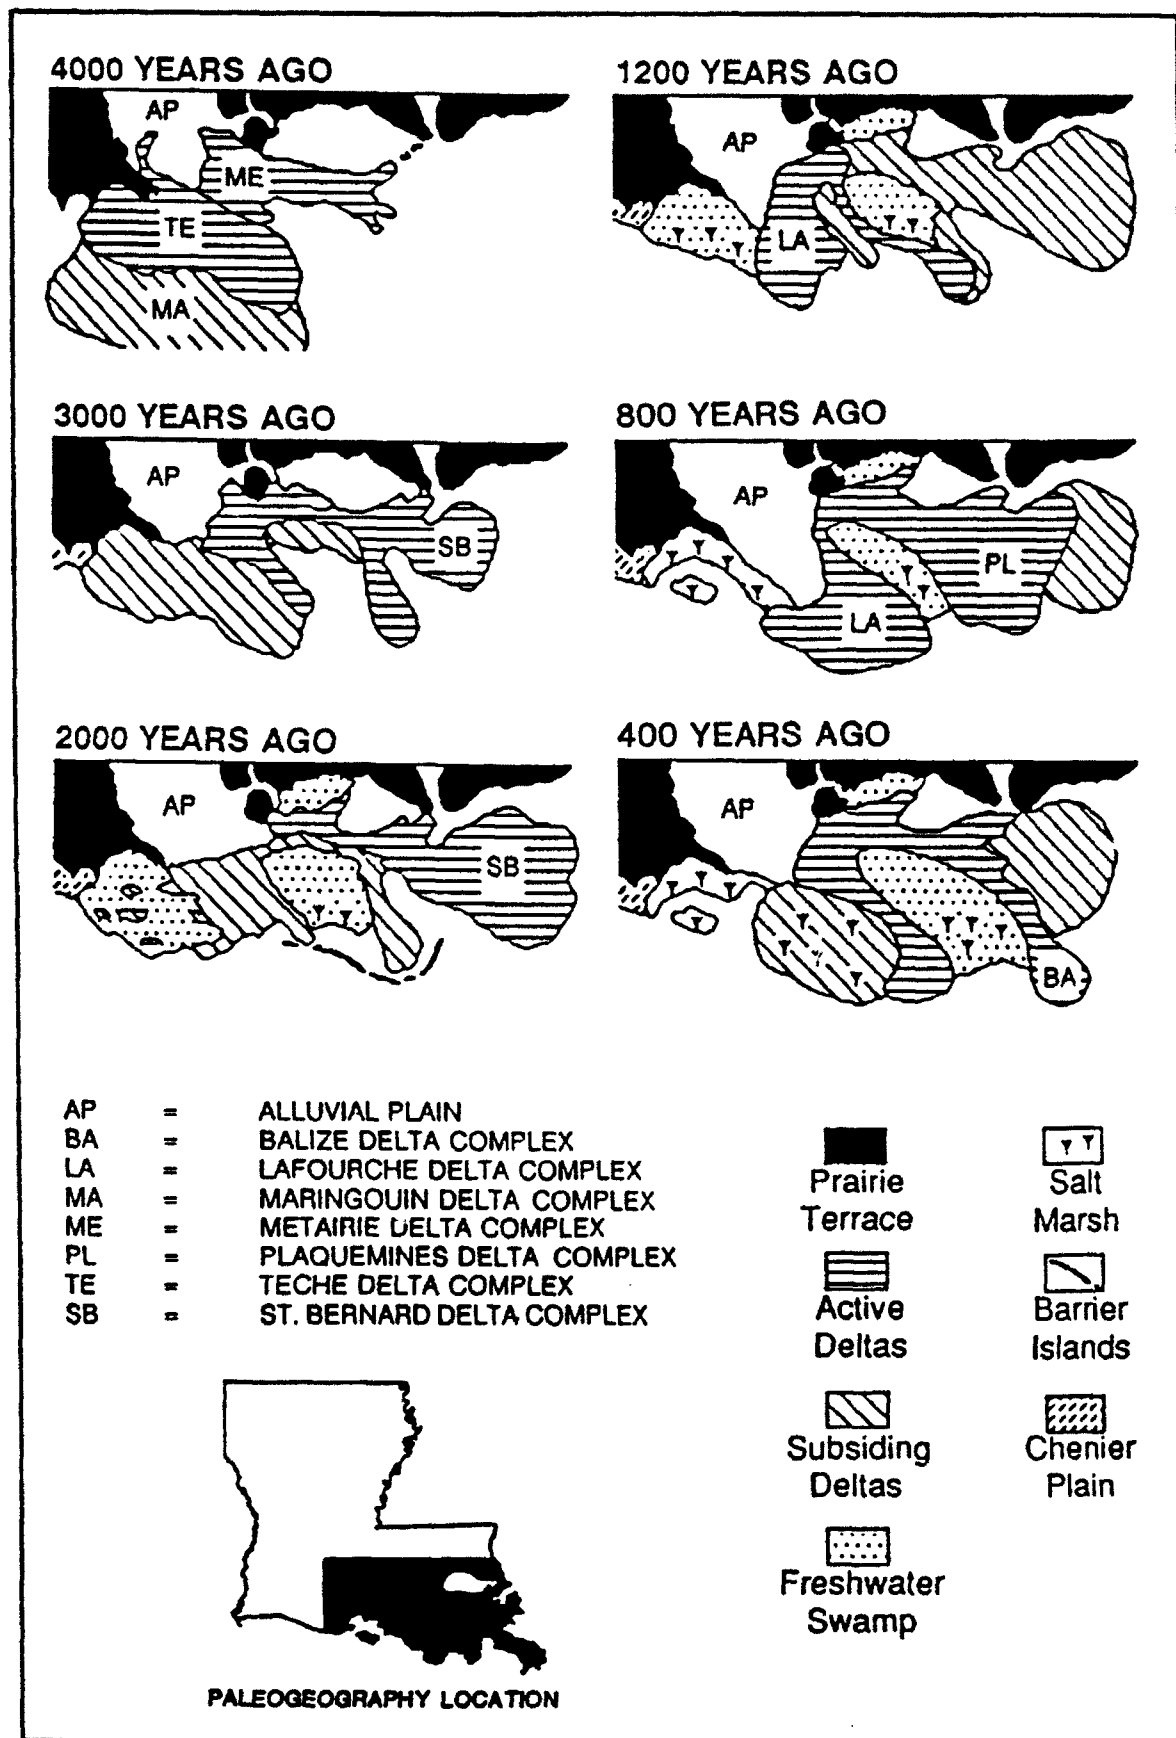 4000 YEARS AGO
AP
ME
TE
MA
1200 YEARS AGO
AP
LA
3000 YEARS AGO
AP
SB
800 YEARS AGO
AP
PL
LA
2000 YEARS AGO
AP
SB
400 YEARS AGO
AP
BA
AP = ALLUVIAL PLAIN
BA = BALIZE DELTA COMPLEX
LA = LAFOURCHE DELTA COMPLEX
MA = MARINGOUIN DELTA COMPLEX
ME = METAIRIE DELTA COMPLEX
PL = PLAQUEMINES DELTA COMPLEX
TE = TECHE DELTA COMPLEX
SB = ST. BERNARD DELTA COMPLEX
Prairie
Terrace
Salt
Marsh
Active
Deltas
Barrier
Islands
Subsiding
Deltas
Chenier
Plain
Freshwater
Swamp
PALEOGEOGRAPHY LOCATION